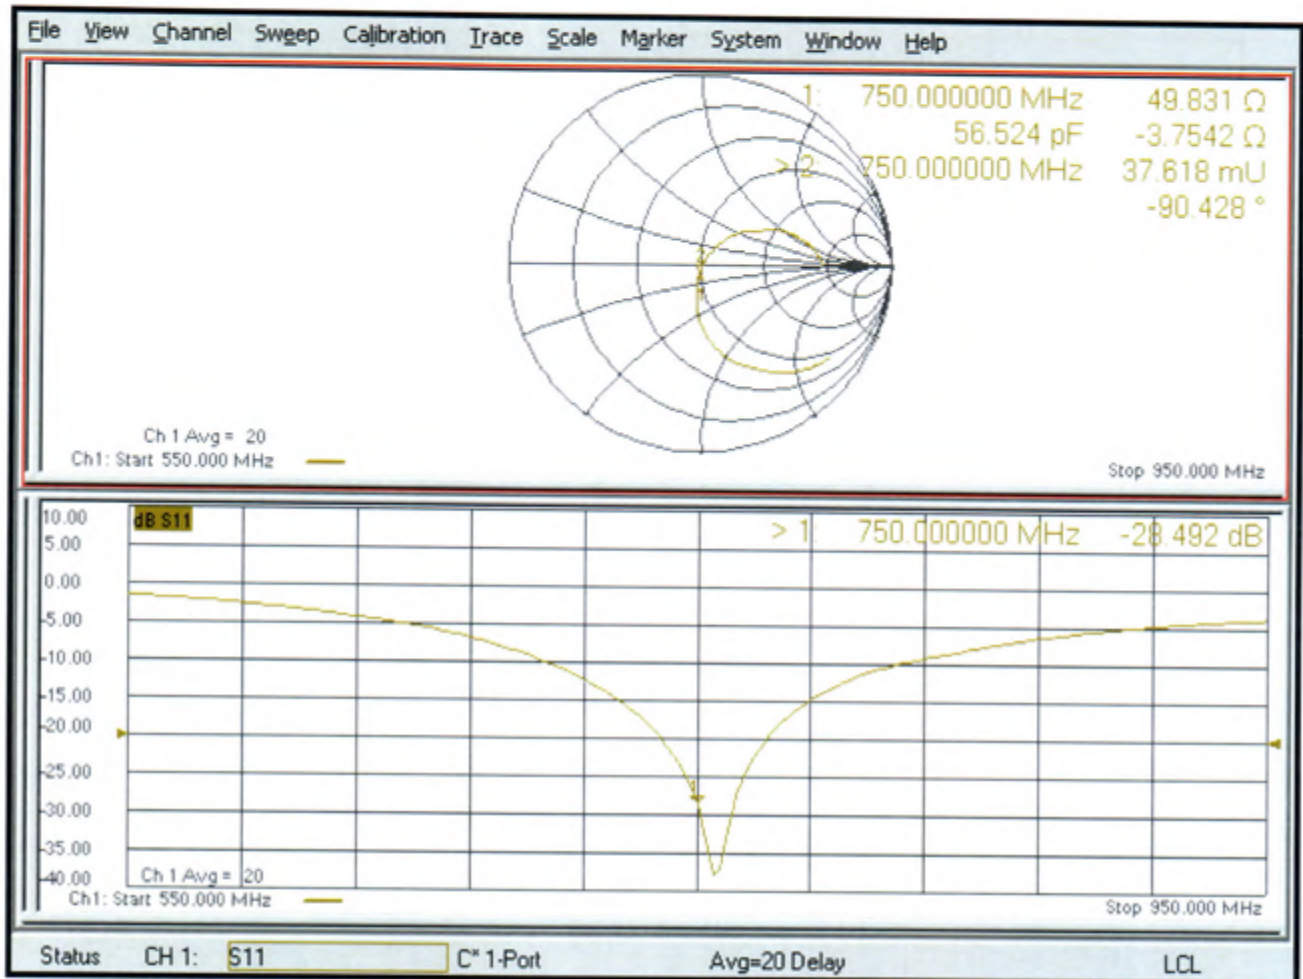 File View Channel Sweep Calibration Trace Scale Marker System Window Help
1: 750.000000 MHz 49.831 Ω
56.524 pF -3.7542 Ω
> 2: 750.000000 MHz 37.618 mU
-90.428 °
Ch 1 Avg = 20
Ch1: Start 550.000 MHz
Stop 950.000 MHz
10.00
dB S11
> 1: 750.000000 MHz -28.492 dB
5.00
0.00
-5.00
-10.00
-15.00
-20.00
-25.00
-30.00
-35.00
-40.00
Ch 1 Avg = 20
Ch1: Start 550.000 MHz
Stop 950.000 MHz
Status CH 1: S11 C* 1-Port Avg=20 Delay LCL